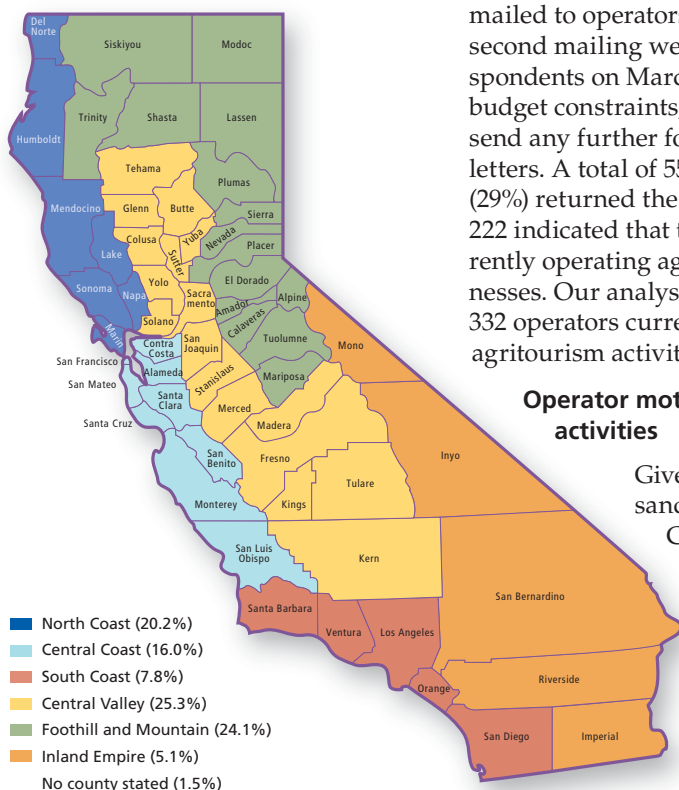 Del
Norte
Siskiyou
Modoc
Humboldt
Trinity
Shasta
Lassen
Tehama
Plumas
Mendocino
Glenn
Butte
Sierra
Colusa
Yuba
Nevada
Lake
Sutter
Placer
Sonoma
Napa
Yolo
El Dorado
Solano
Sacra
mento
Amador
Alpine
Marin
Calaveras
Contra
Costa
San
Joaquin
Tuolumne
Mono
San Francisco
Alameda
Stanislaus
Mariposa
San Mateo
Santa
Clara
Merced
Madera
Santa Cruz
San
Benito
Fresno
Inyo
Monterey
Kings
Tulare
San Luis
Obispo
Kern
San Bernardino
Santa Barbara
Ventura
Los Angeles
Orange
Riverside
San Diego
Imperial
North Coast (20.2%)
Central Coast (16.0%)
South Coast (7.8%)
Central Valley (25.3%)
Foothill and Mountain (24.1%)
Inland Empire (5.1%)
No county stated (1.5%)
mailed to operators
second mailing we
spondents on Marc
budget constraints,
send any further fo
letters. A total of 55
(29%) returned the
222 indicated that t
rently operating ag
nesses. Our analys
332 operators curre
agritourism activit
Operator mot
activities
Give
sand
C